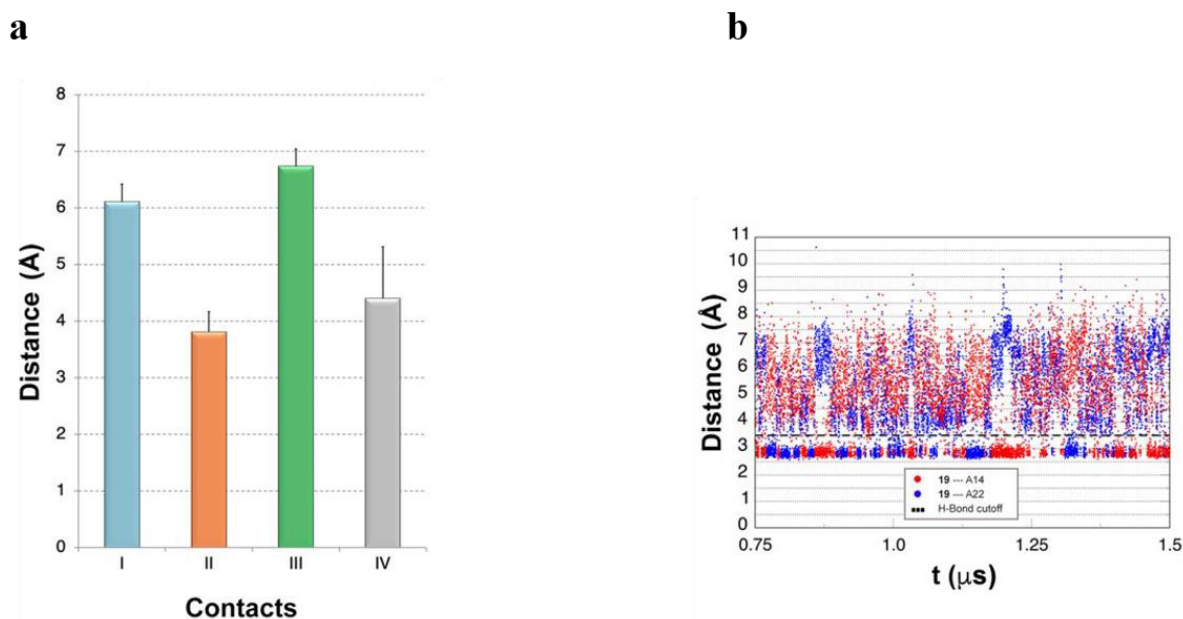 a
b
8
7
6
5
4
3
2
1
0
Distance (Å)
I II III IV
Contacts
11
10
9
8
7
6
5
4
3
2
1
0
Distance (Å)
19 --- A14
19 --- A22
H-Bond cutoff
0.75 1.0 1.25 1.5
t (μs)